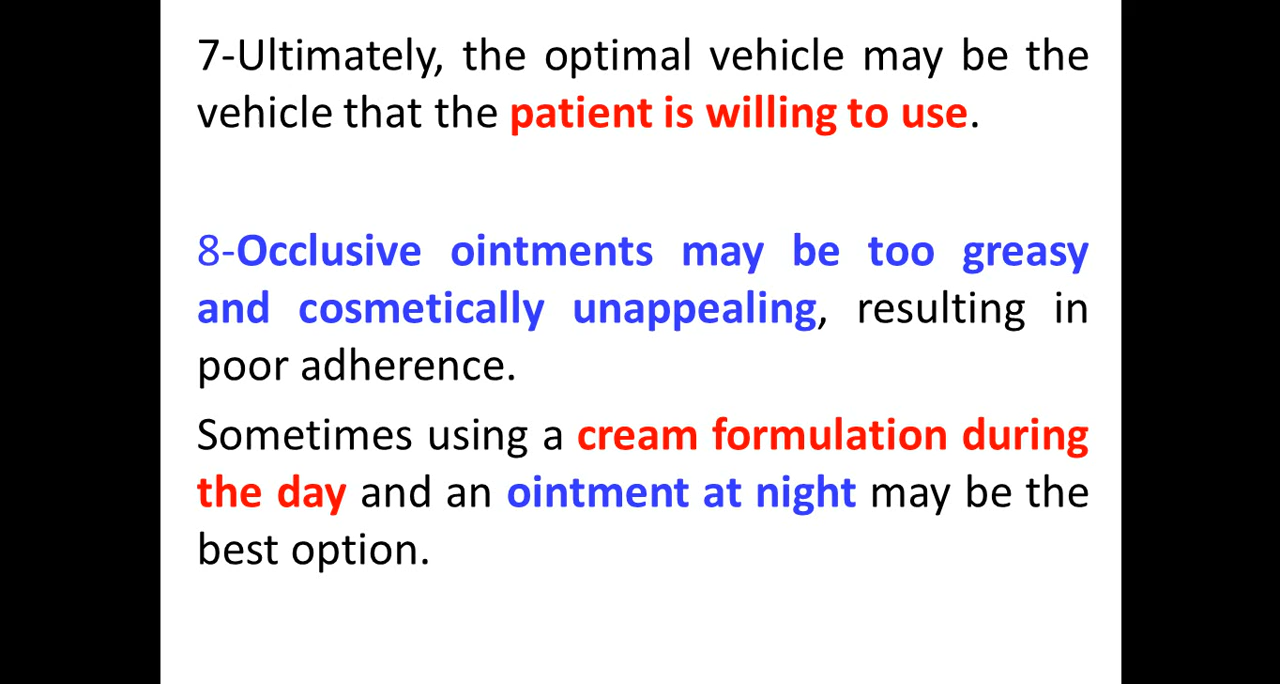 7-Ultimately, the optimal vehicle may be the
vehicle that the patient is willing to use.
8-Occlusive ointments may be too greasy
and cosmetically unappealing, resulting in
poor adherence.
Sometimes using a cream formulation during
the day and an ointment at night may be the
best option.